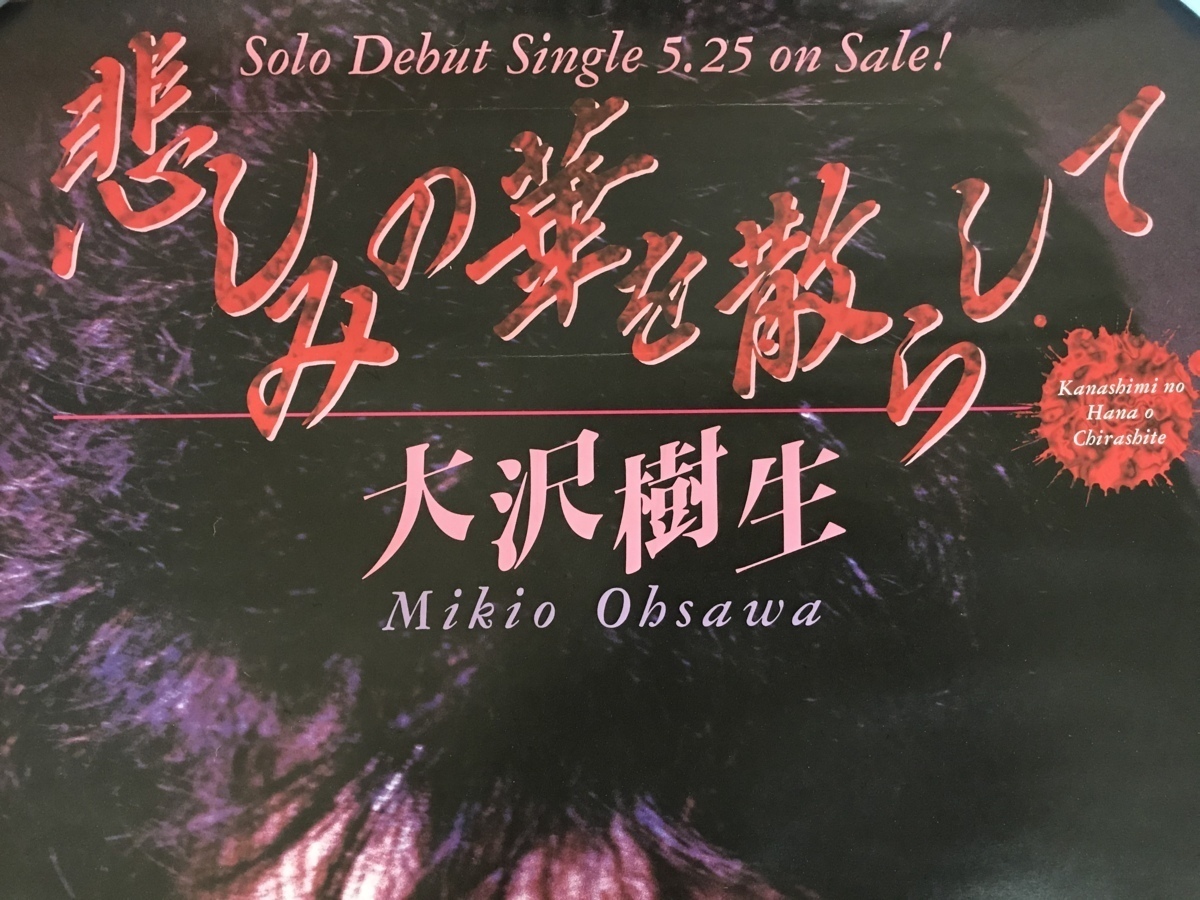 Solo Debut Single 5.25 on Sale!
悲しみの華を散らして
Kanashimi no
Hana o
Chirashite
大沢樹生
Mikio Ohsawa